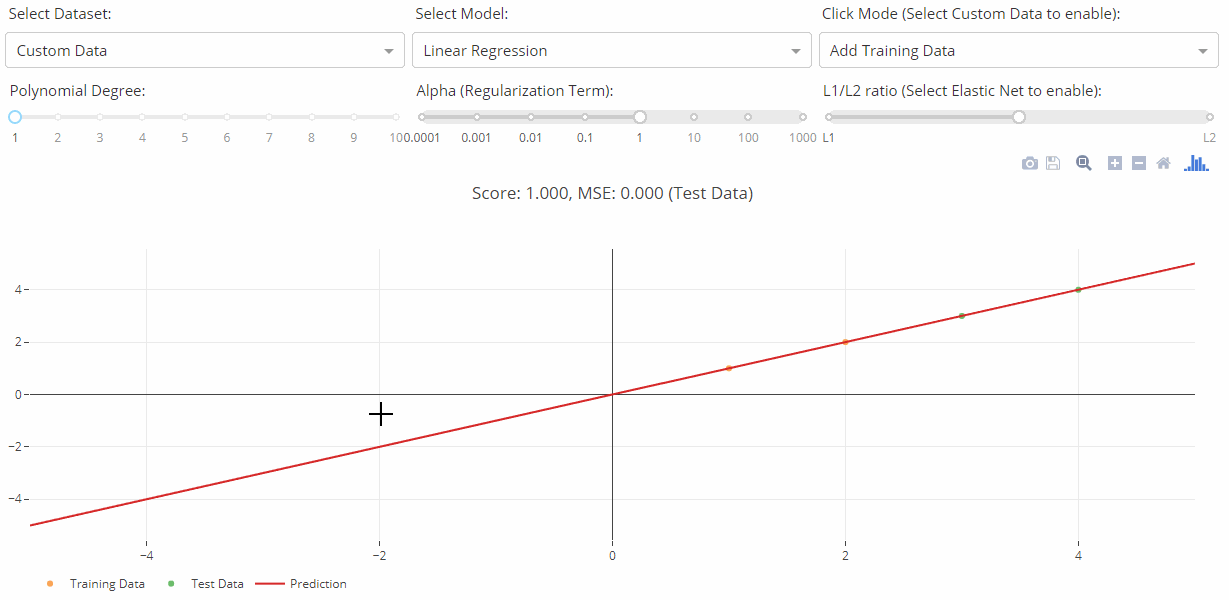 Select Dataset: Select Model: Click Mode (Select Custom Data to enable):
Custom Data Linear Regression Add Training Data
Polynomial Degree: Alpha (Regularization Term): L1/L2 ratio (Select Elastic Net to enable):
1 2 3 4 5 6 7 8 9 10 0.0001 0.001 0.01 0.1 1 10 100 1000 L1 L2
Score: 1.000, MSE: 0.000 (Test Data)
4
2
0
−2
−4
−4 −2 0 2 4
Training Data Test Data Prediction